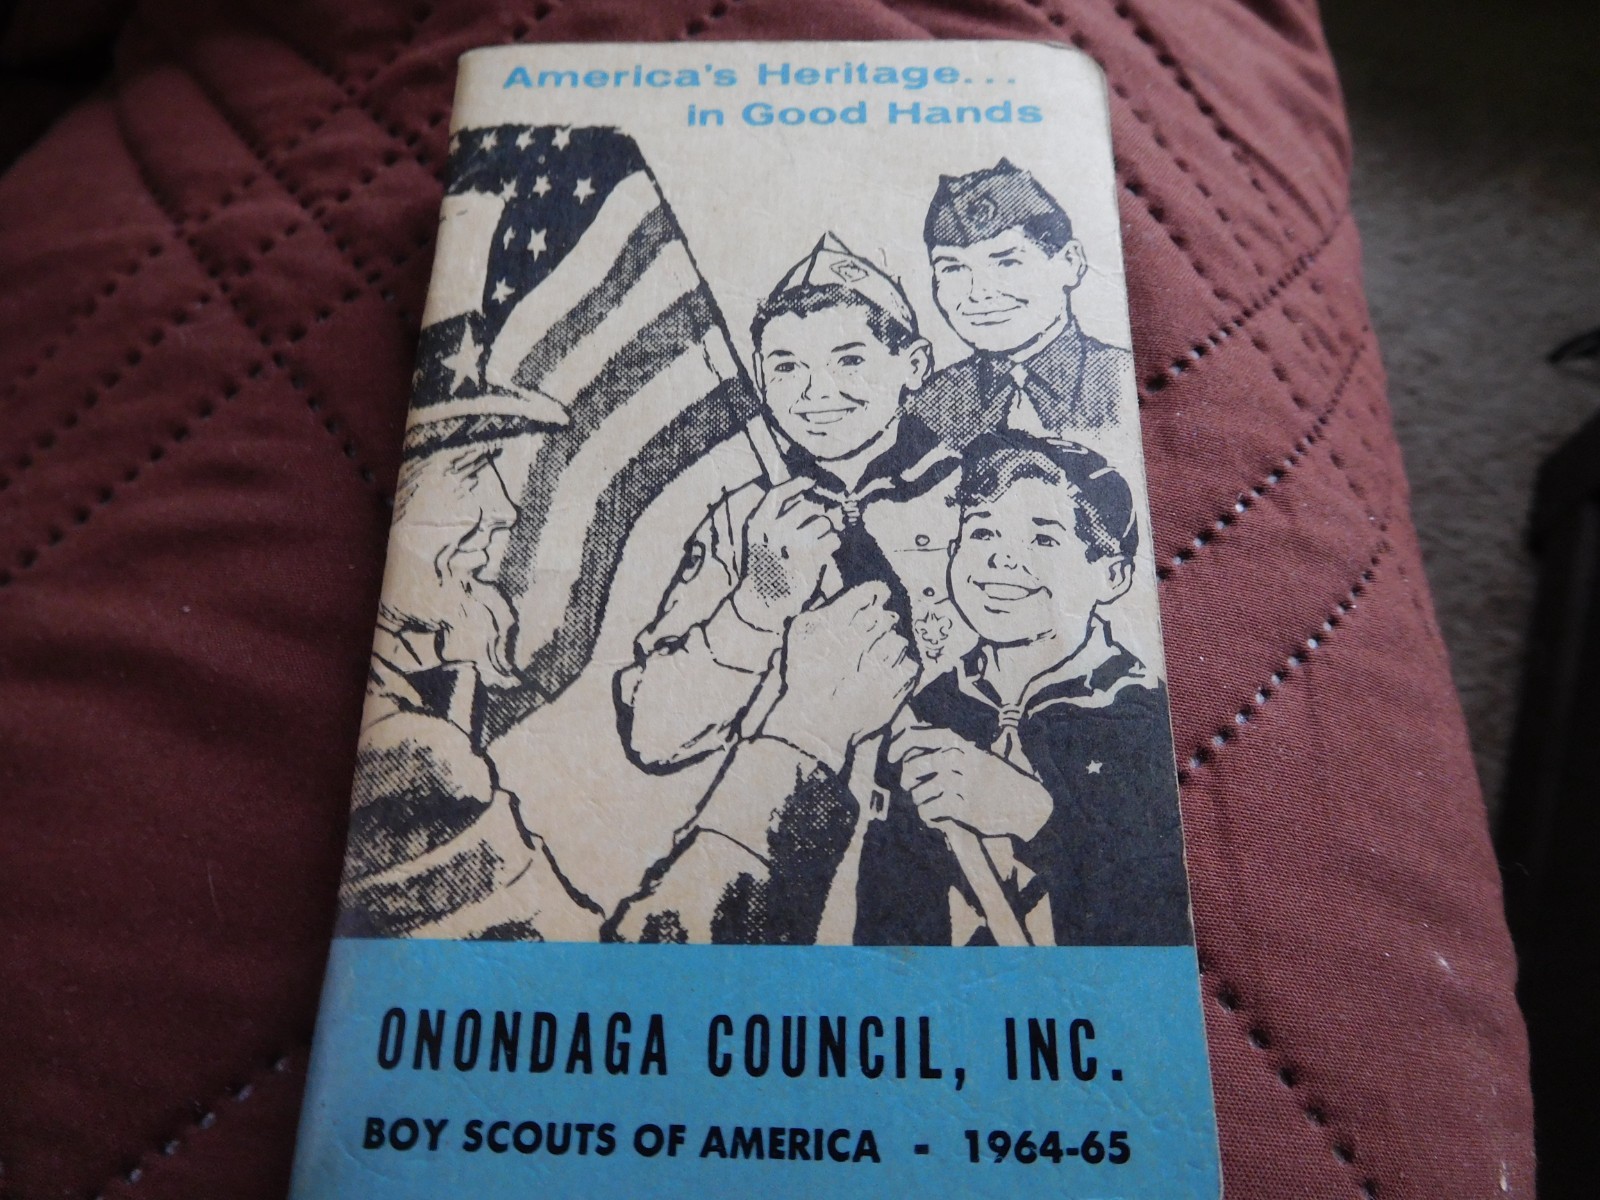 America's Heritage...
in Good Hands
ONONDAGA COUNCIL, INC.
BOY SCOUTS OF AMERICA - 1964-65